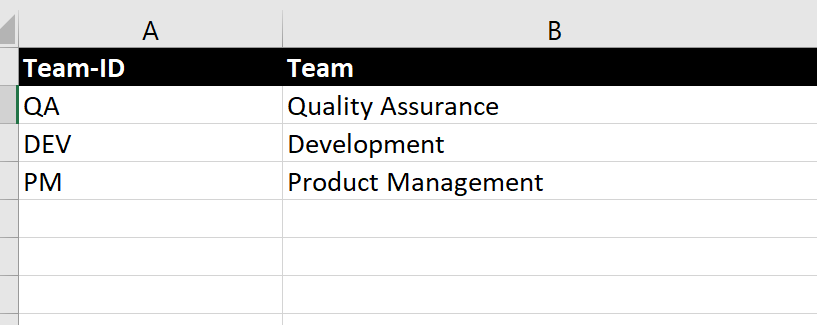 A B
Team-ID Team
QA Quality Assurance
DEV Development
PM Product Management